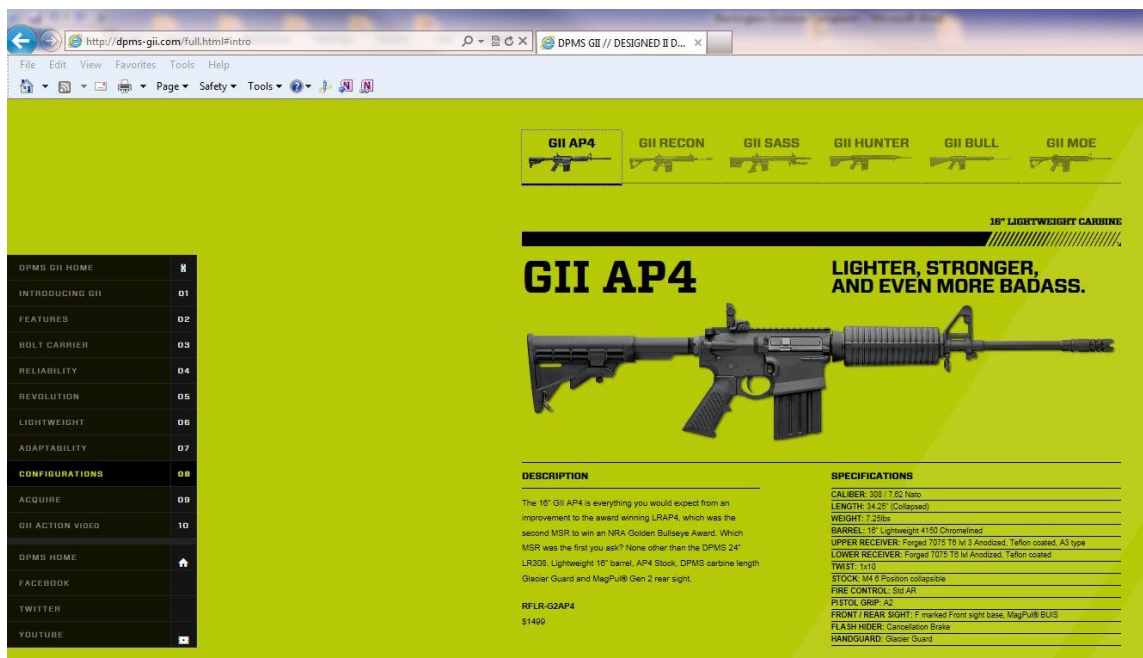 http://dpms-gii.com/full.html#intro
DPMS GII // DESIGNED II D...
File Edit View Favorites Tools Help
Page Safety Tools
GII AP4 GII RECON GII SASS GII HUNTER GII BULL GII MOE
16" LIGHTWEIGHT CARBINE
DPMS GII HOME
INTRODUCING GII 01
FEATURES 02
BOLT CARRIER 03
RELIABILITY 04
REVOLUTION 05
LIGHTWEIGHT 06
ADAPTABILITY 07
CONFIGURATIONS 08
ACQUIRE 09
GII ACTION VIDEO 10
DPMS HOME
FACEBOOK
TWITTER
YOUTUBE
GII AP4
LIGHTER, STRONGER,
AND EVEN MORE BADASS.
DESCRIPTION
The 16" GII AP4 is everything you would expect from an
improvement to the award winning LRAP4, which was the
second MSR to win an NRA Golden Bullseye Award. Which
MSR was the first you ask? None other than the DPMS 24"
LR308. Lightweight 16" barrel, AP4 Stock, DPMS carbine length
Glacier Guard and MagPul® Gen 2 rear sight.
RFLR-G2AP4
$1499
SPECIFICATIONS
CALIBER: 308 / 7.62 Nato
LENGTH: 34.25" (Collapsed)
WEIGHT: 7.25lbs
BARREL: 16" Lightweight 4150 Chromelined
UPPER RECEIVER: Forged 7075 T6 lvl 3 Anodized, Teflon coated, A3 type
LOWER RECEIVER: Forged 7075 T6 lvl Anodized, Teflon coated
TWIST: 1x10
STOCK: M4 6 Position collapsible
FIRE CONTROL: Std AR
PISTOL GRIP: A2
FRONT / REAR SIGHT: F marked Front sight base, MagPul® BUIS
FLASH HIDER: Cancellation Brake
HANDGUARD: Glacier Guard